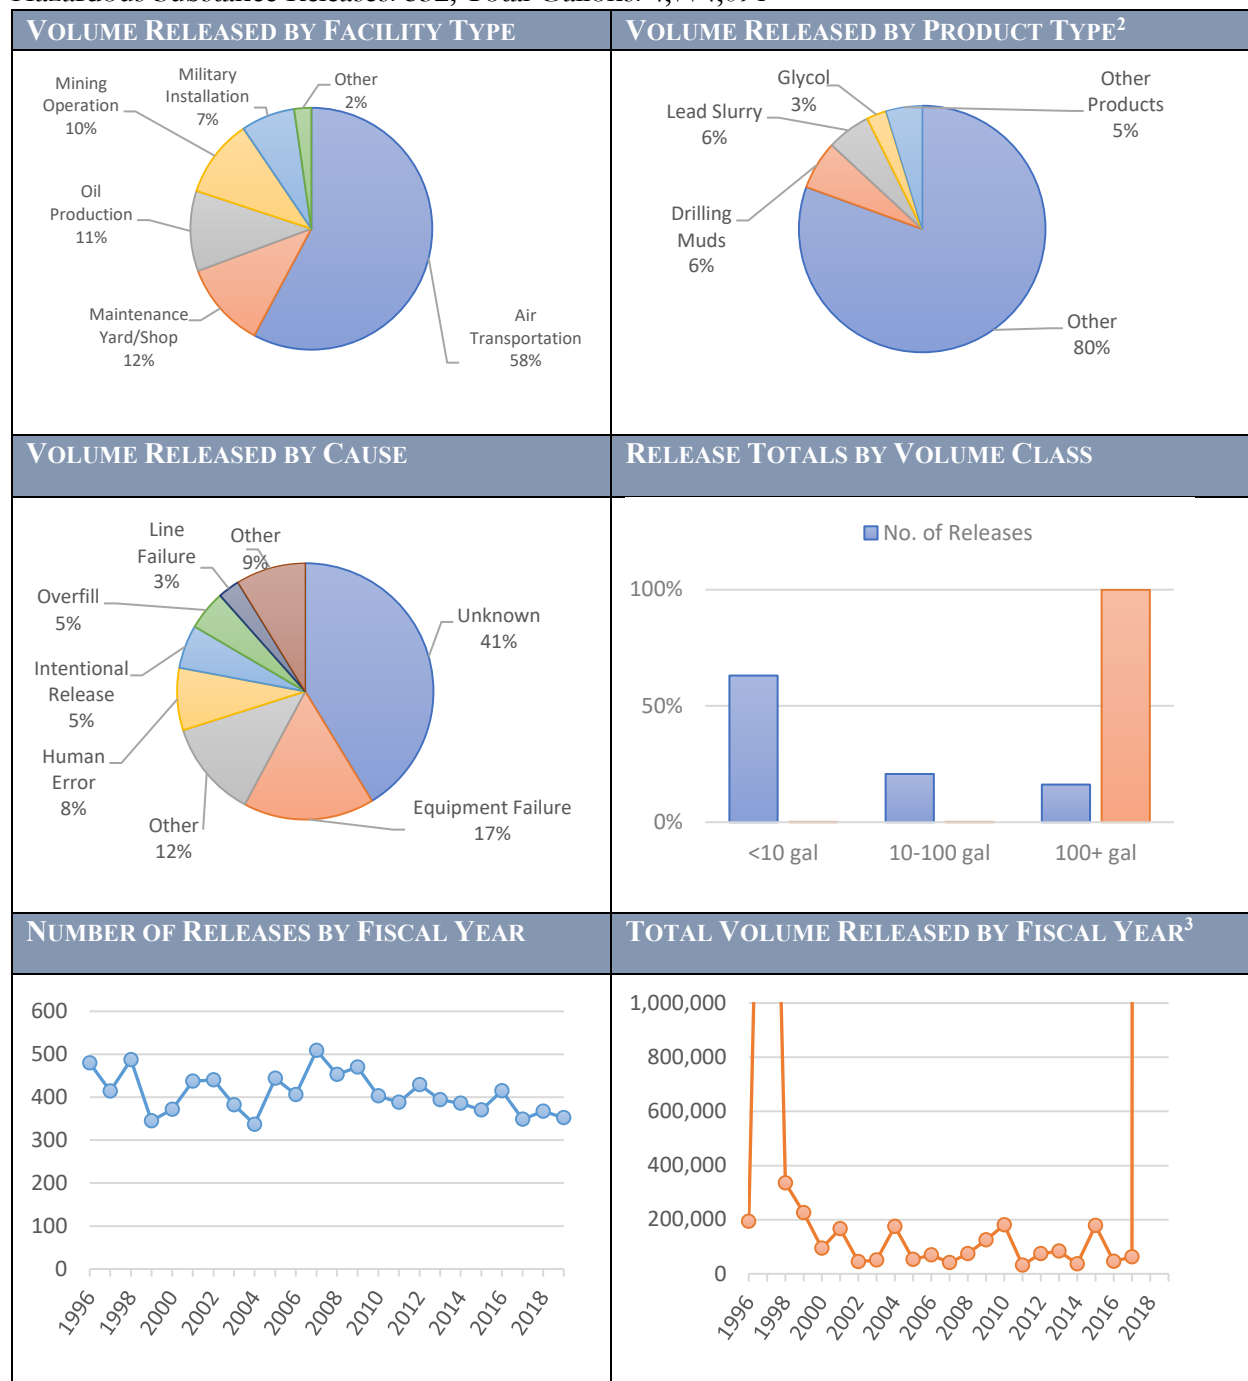 VOLUME RELEASED BY FACILITY TYPE
Mining
Operation
10%
Military
Installation
7%
Other
2%
Oil
Production
11%
Maintenance
Yard/Shop
12%
Air
Transportation
58%
VOLUME RELEASED BY PRODUCT TYPE²
Glycol
3%
Other
Products
5%
Lead Slurry
6%
Drilling
Muds
6%
Other
80%
VOLUME RELEASED BY CAUSE
Line
Failure
3%
Other
9%
Overfill
5%
Unknown
41%
Intentional
Release
5%
Human
Error
8%
Other
12%
Equipment Failure
17%
RELEASE TOTALS BY VOLUME CLASS
No. of Releases
100%
50%
0%
<10 gal
10-100 gal
100+ gal
NUMBER OF RELEASES BY FISCAL YEAR
600
500
400
300
200
100
0
1996
1998
2000
2002
2004
2006
2008
2010
2012
2014
2016
2018
TOTAL VOLUME RELEASED BY FISCAL YEAR³
1,000,000
800,000
600,000
400,000
200,000
0
1996
1998
2000
2002
2004
2006
2008
2010
2012
2014
2016
2018